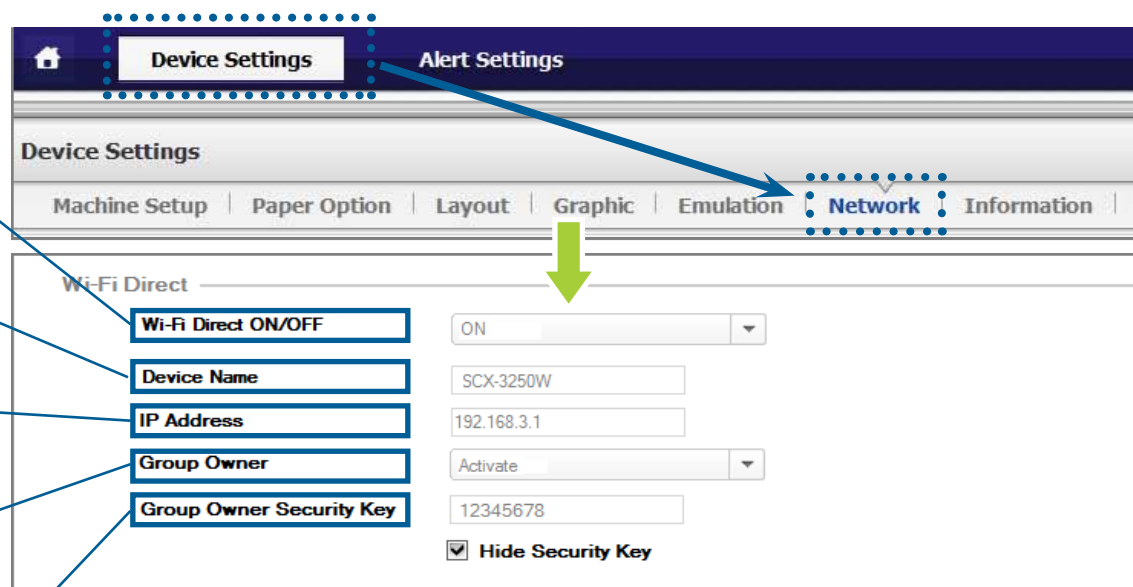 Device Settings Alert Settings
Device Settings
Machine Setup Paper Option Layout Graphic Emulation Network Information
Wi-Fi Direct
Wi-Fi Direct ON/OFF ON
Device Name SCX-3250W
IP Address 192.168.3.1
Group Owner Activate
Group Owner Security Key 12345678
Hide Security Key